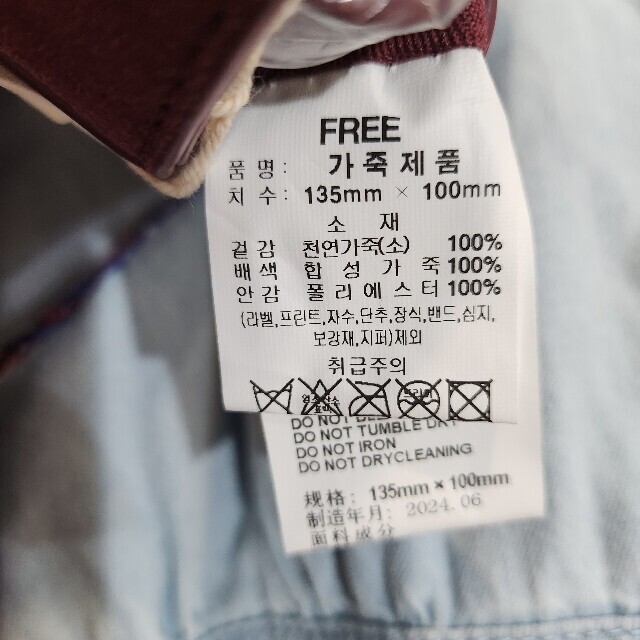 FREE
품 명 : 가죽제품
치 수 : 135mm × 100mm
소 재
겉 감 천연가죽(소) 100%
배 색 합 성 가 죽 100%
안 감 폴 리 에 스 터 100%
(라벨,프린트,자수,단추,장식,밴드,심지,
보강재,지퍼)제외
취급주의
DO NOT
DO NOT TUMBLE DRY
DO NOT IRON
DO NOT DRYCLEANING
规格: 135mm × 100mm
制造年月: 2024.06
面料成分